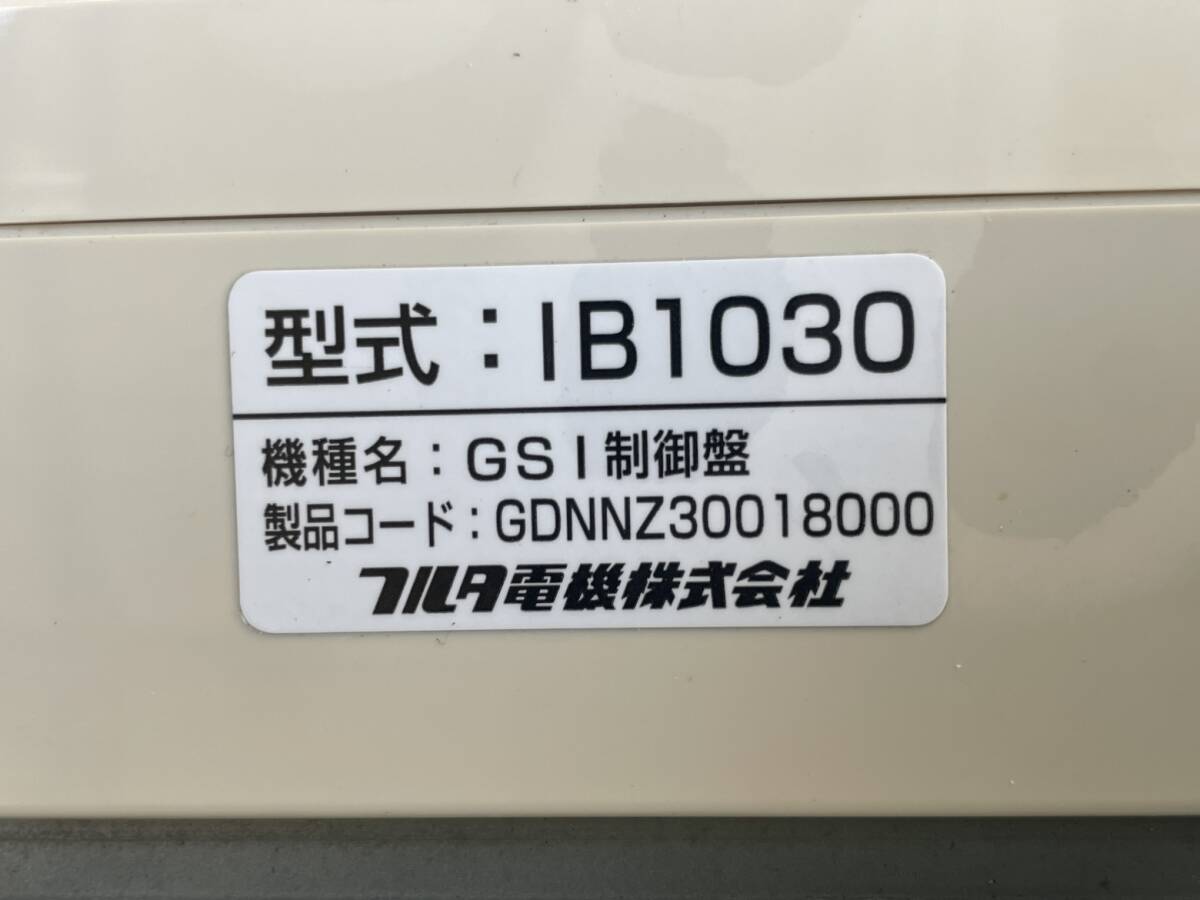 型式：IB1030
機種名：GSI制御盤
製品コード：GDNNZ30018000
フルタ電機株式会社